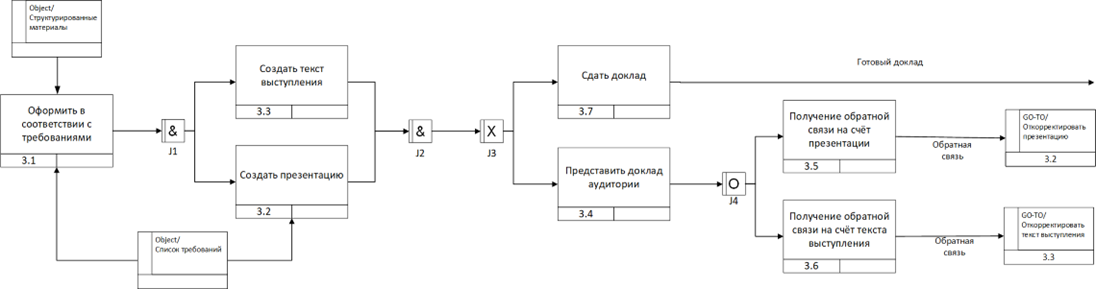 Object/
Структурированные
материалы
Оформить в
соответствии с
требованиями
3.1
&
J1
Создать текст
выступления
3.3
Создать презентацию
3.2
Object/
Список требований
&
J2
X
J3
Сдать доклад
3.7
Готовый доклад
Представить доклад
аудитории
3.4
O
J4
Получение обратной
связи на счёт
презентации
3.5
Обратная
связь
GO-TO/
Откорректировать
презентацию
3.2
Получение обратной
связи на счёт текста
выступления
3.6
Обратная
связь
GO-TO/
Откорректировать
текст выступления
3.3